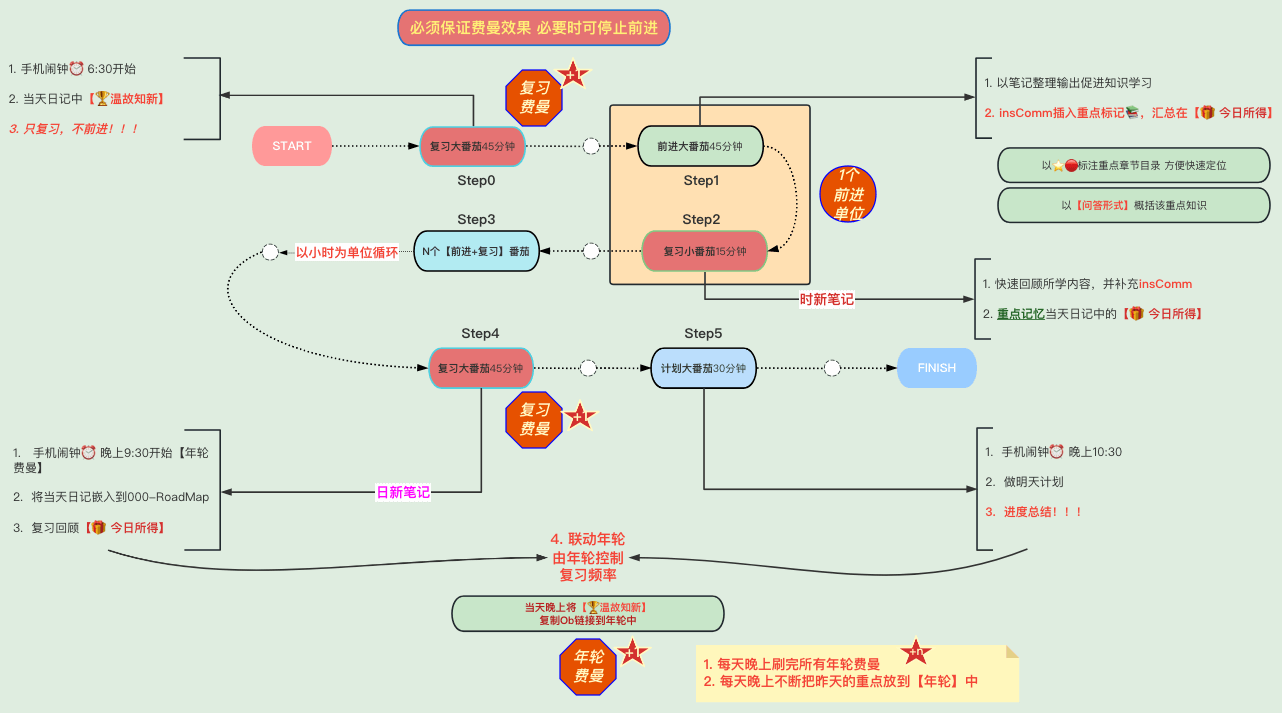 必须保证费曼效果 必要时可停止前进
1. 手机闹钟⏰ 6:30开始
2. 当天日记中【🏆温故知新】
3. 只复习，不前进！！！
复习
费曼
+1
START
复习大番茄45分钟
Step0
前进大番茄45分钟
Step1
1. 以笔记整理输出促进知识学习
2. insComm插入重点标记📚，汇总在【🎁 今日所得】
以⭐🔴标注重点章节目录 方便快速定位
以【问答形式】概括该重点知识
1个
前进
单位
Step3
Step2
以小时为单位循环
N个【前进+复习】番茄
复习小番茄15分钟
时新笔记
1. 快速回顾所学内容，并补充insComm
2. 重点记忆当天日记中的【🎁 今日所得】
Step4
Step5
复习大番茄45分钟
计划大番茄30分钟
FINISH
复习
费曼
+1
1. 手机闹钟⏰ 晚上9:30开始【年轮
费曼】
2. 将当天日记嵌入到000-RoadMap
3. 复习回顾【🎁 今日所得】
日新笔记
1. 手机闹钟⏰ 晚上10:30
2. 做明天计划
3. 进度总结！！！
4. 联动年轮
由年轮控制
复习频率
当天晚上将【🏆温故知新】
复制Ob链接到年轮中
年轮
费曼
+1
+n
1. 每天晚上刷完所有年轮费曼
2. 每天晚上不断把昨天的重点放到【年轮】中